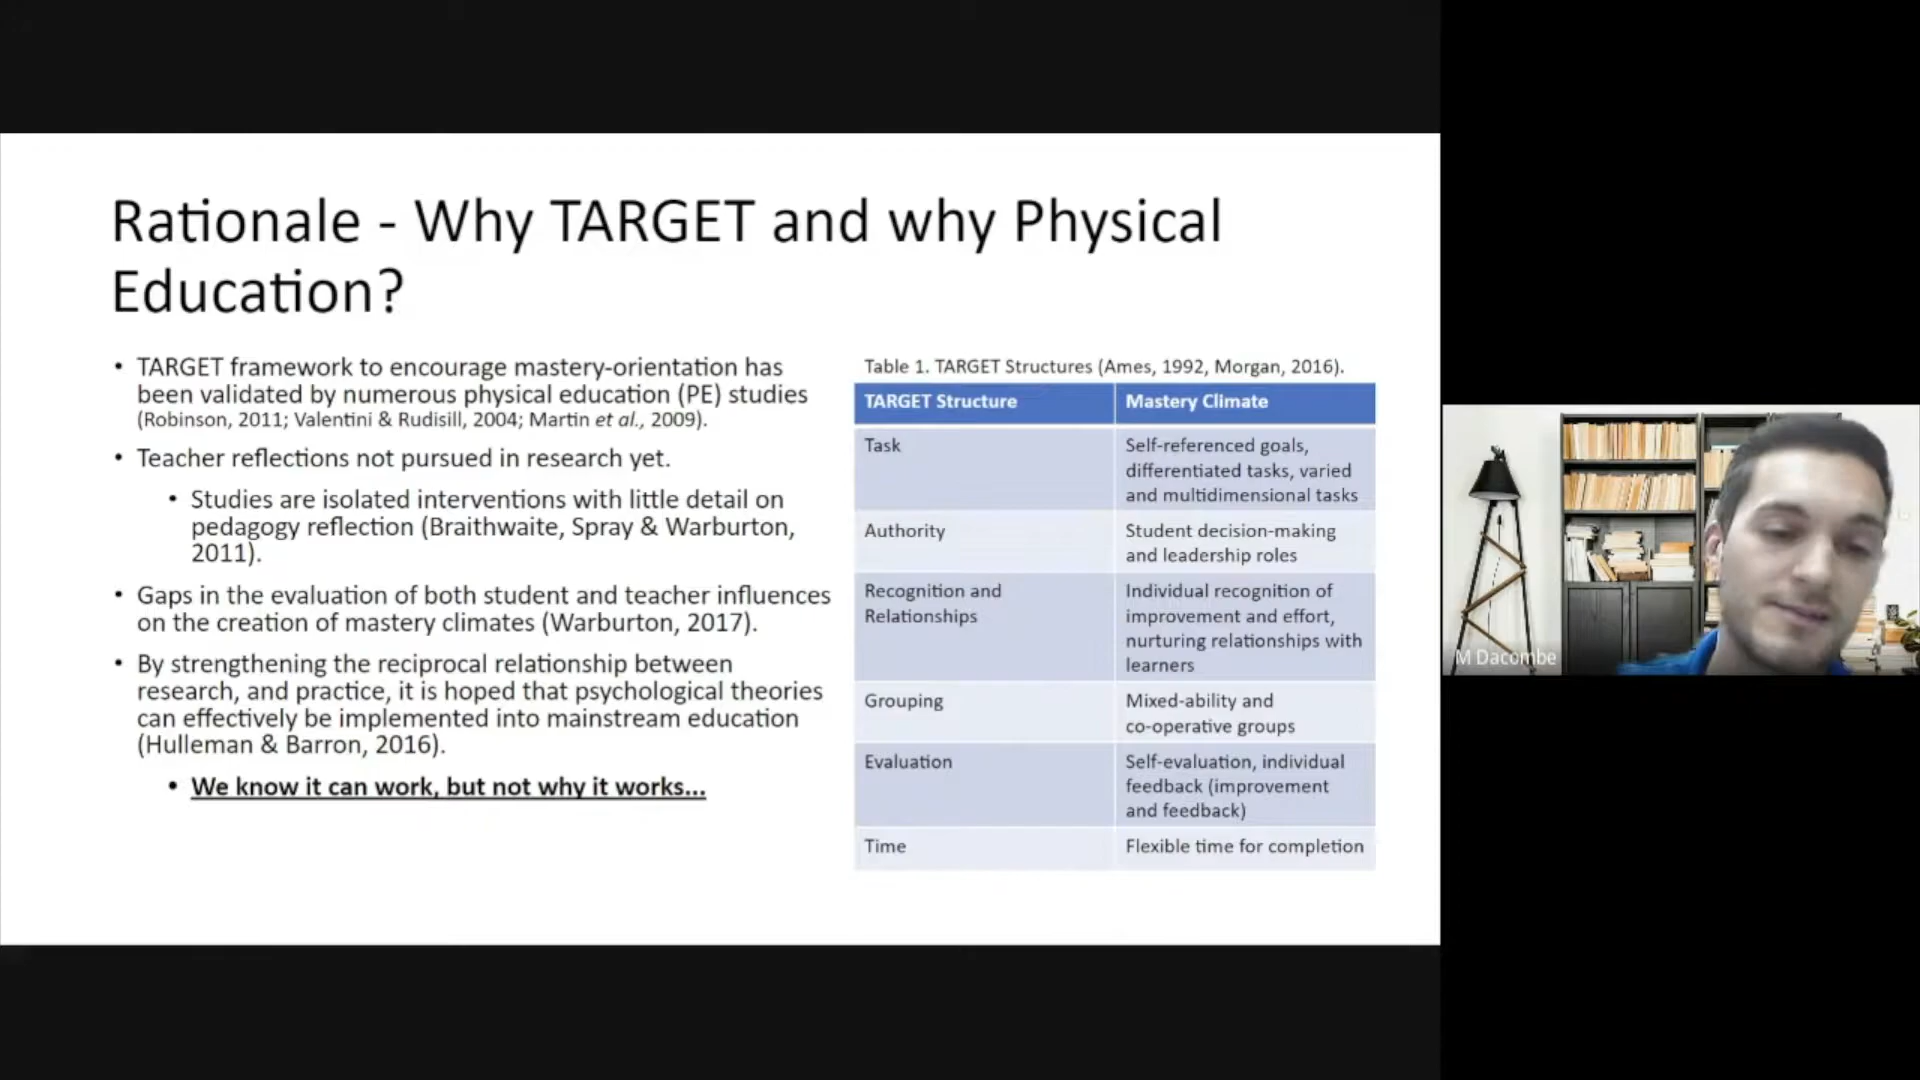 Rationale - Why TARGET and why Physical
Education?
• TARGET framework to encourage mastery-orientation has
been validated by numerous physical education (PE) studies
(Robinson, 2011; Valentini & Rudisill, 2004; Martin et al., 2009).
• Teacher reflections not pursued in research yet.
• Studies are isolated interventions with little detail on
pedagogy reflection (Braithwaite, Spray & Warburton,
2011).
• Gaps in the evaluation of both student and teacher influences
on the creation of mastery climates (Warburton, 2017).
• By strengthening the reciprocal relationship between
research, and practice, it is hoped that psychological theories
can effectively be implemented into mainstream education
(Hulleman & Barron, 2016).
• We know it can work, but not why it works...
Table 1. TARGET Structures (Ames, 1992, Morgan, 2016).
TARGET Structure
Mastery Climate
Task
Self-referenced goals,
differentiated tasks, varied
and multidimensional tasks
Authority
Student decision-making
and leadership roles
Recognition and
Relationships
Individual recognition of
improvement and effort,
nurturing relationships with
learners
Grouping
Mixed-ability and
co-operative groups
Evaluation
Self-evaluation, individual
feedback (improvement
and feedback)
Time
Flexible time for completion
M Dacombe